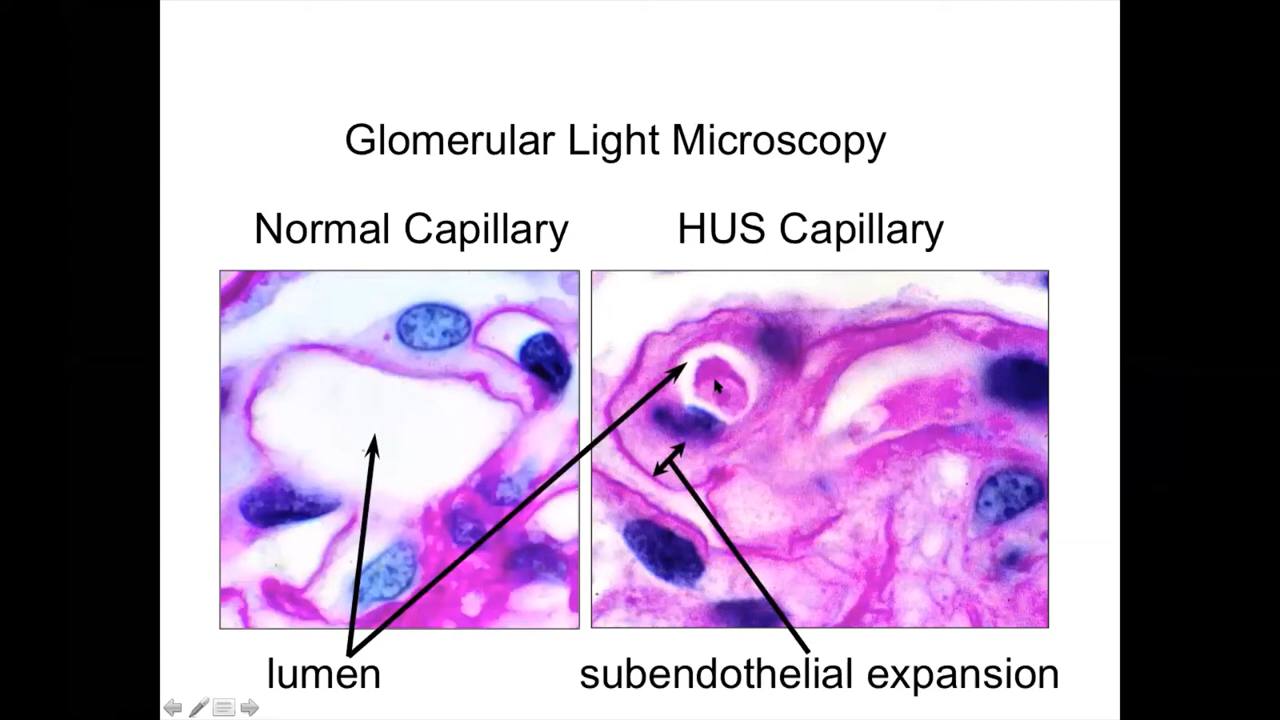 Glomerular Light Microscopy
Normal Capillary
HUS Capillary
lumen
subendothelial expansion